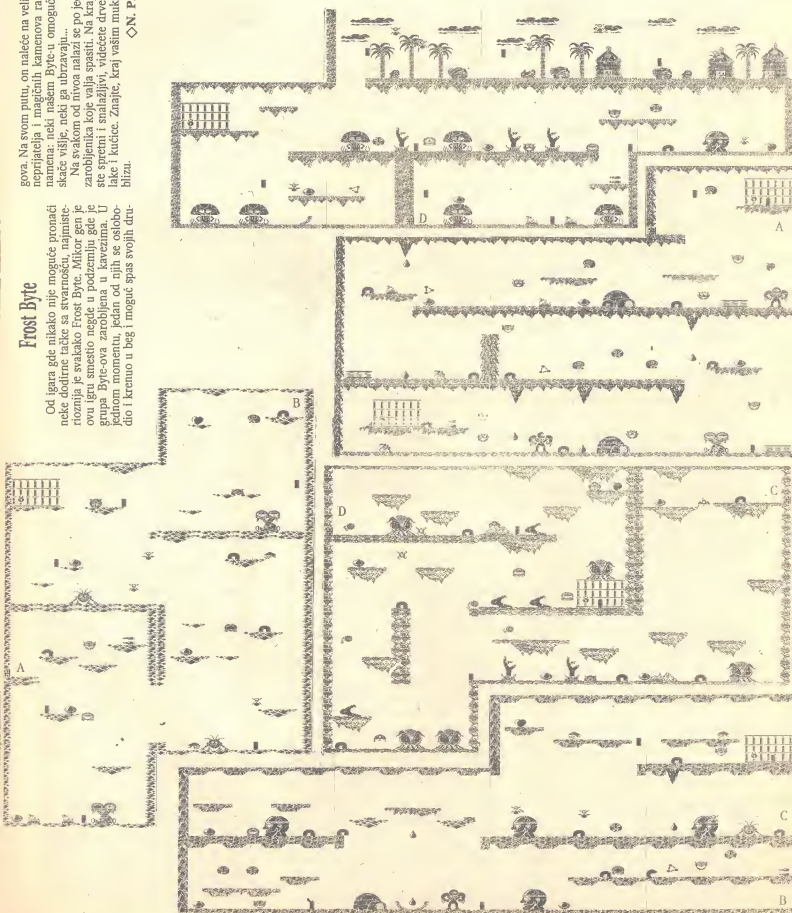 Frost Byte
Od igara gde nikako nije moguće pronaći
neke dodirne tačke sa stvarnošću, najmiste-
rioznija je svakako Frost Byte. Mikor gen je
ovu igru smestio negde u podzemlju gde je
grupa Byte-ova zarobljena u kavezima. U
jednom momentu, jedan od njih se oslobo-
dio i krenuo u beg i moguć spas svojih dru-
gova. Na svom putu, on naleće na veli
neprijatelja i magičnih kamenova ra
namena: neki našem Byte-u omoguć
skače višlje, neki ga ubrzavaju...
Na svakom od nivoa nalazi se po je
zarobljenika koje valja spasiti. Na kra
ste spretni i snalažljivi, videćete drve
lake i kućce. Znajte, kraj vašim muk
blizu.
◇N. P.
D
A
B
D
C
A
C
B